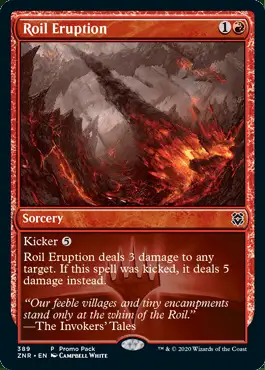 Roil Eruption 1
Sorcery
Kicker 5
Roil Eruption deals 3 damage to any
target. If this spell was kicked, it deals 5
damage instead.
“Our feeble villages and tiny encampments
stand only at the whim of the Roil.”
—The Invokers’ Tales
389 P Promo Pack
ZNR • EN CAMPBELL WHITE
™ & © 2020 Wizards of the Coast